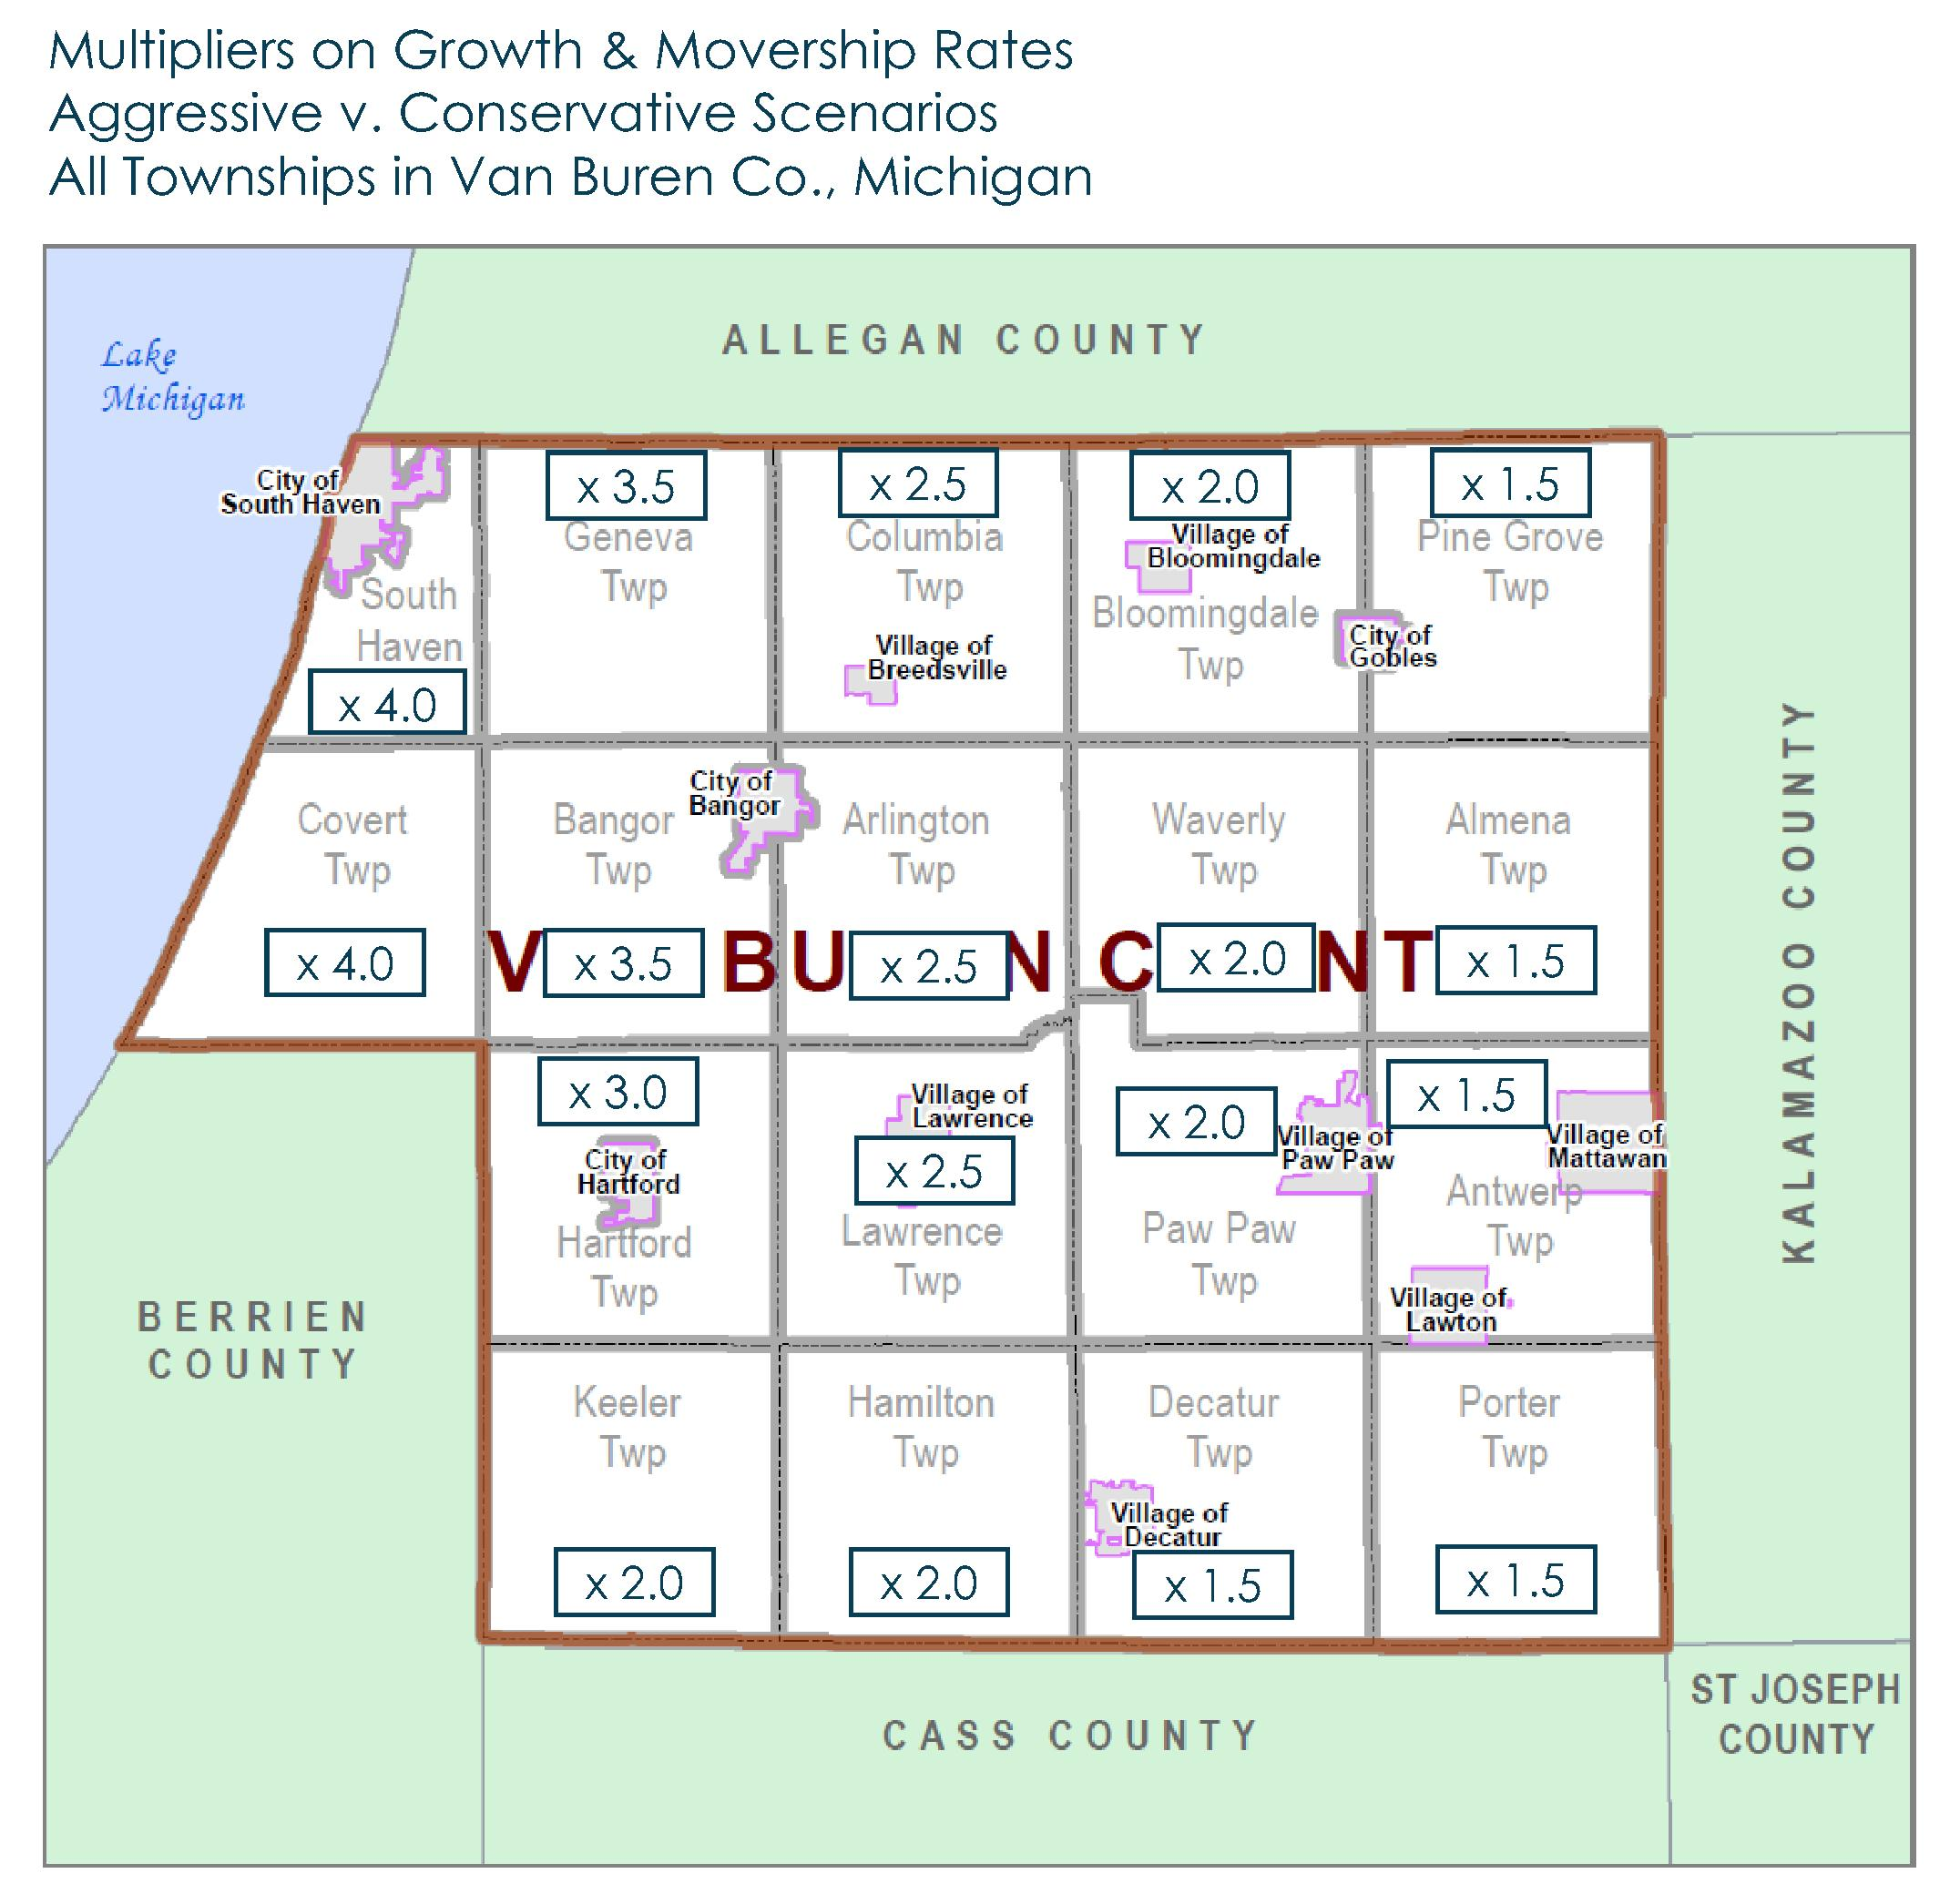 Multipliers on Growth & Movership Rates
Aggressive v. Conservative Scenarios
All Townships in Van Buren Co., Michigan
Lake
Michigan
ALLEGAN COUNTY
City of
South Haven
South
Haven
x 4.0
x 3.5
Geneva
Twp
x 2.5
Columbia
Twp
Village of
Breedsville
x 2.0
Village of
Bloomingdale
Bloomingdale
Twp
x 1.5
Pine Grove
Twp
City of
Gobles
Covert
Twp
x 4.0
Bangor
Twp
City of
Bangor
x 3.5
Arlington
Twp
x 2.5
Waverly
Twp
x 2.0
Almena
Twp
x 1.5
V BU N C NT
KALAMAZOO COUNTY
x 3.0
City of
Hartford
Hartford
Twp
Village of
Lawrence
x 2.5
Lawrence
Twp
x 2.0
Village of
Paw Paw
Paw Paw
Twp
x 1.5
Village of
Mattawan
Antwerp
Twp
Village of
Lawton
BERRIEN
COUNTY
Keeler
Twp
x 2.0
Hamilton
Twp
x 2.0
Decatur
Twp
Village of
Decatur
x 1.5
Porter
Twp
x 1.5
CASS COUNTY
ST JOSEPH
COUNTY